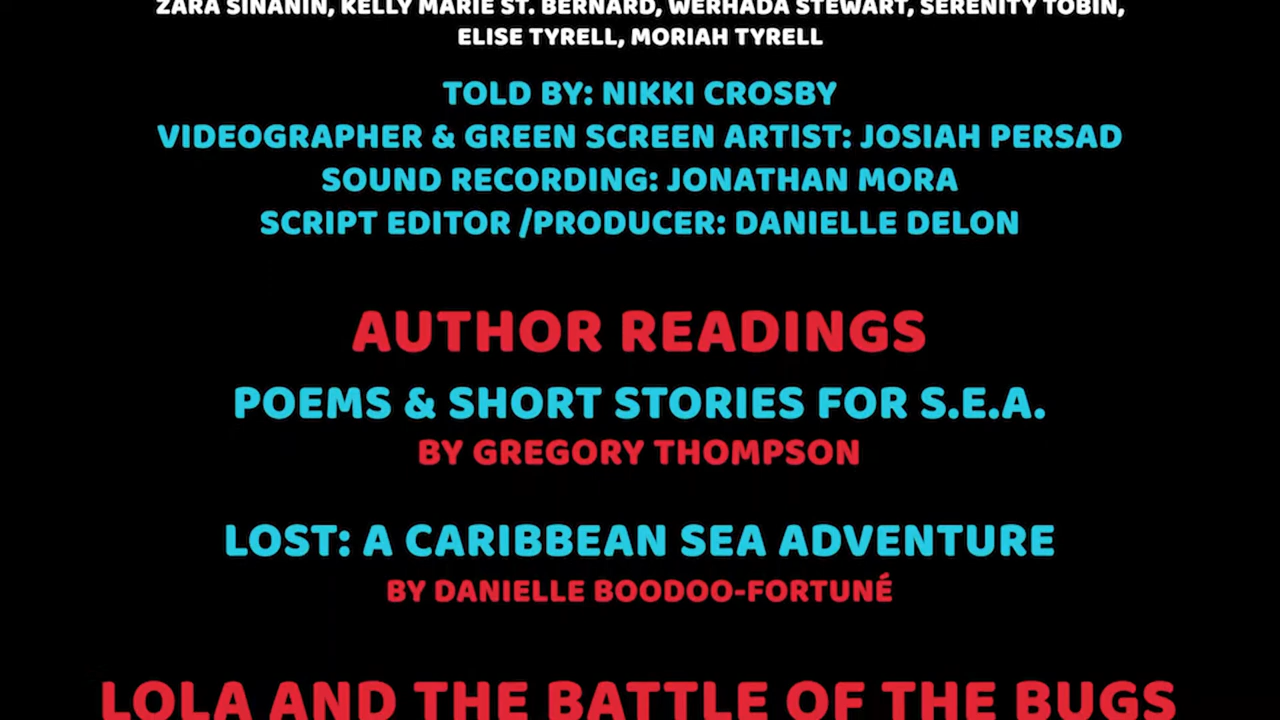 ZARA SINANIN, KELLY MARIE ST. BERNARD, WERHADA STEWART, SERENITY TOBIN,
ELISE TYRELL, MORIAH TYRELL
TOLD BY: NIKKI CROSBY
VIDEOGRAPHER & GREEN SCREEN ARTIST: JOSIAH PERSAD
SOUND RECORDING: JONATHAN MORA
SCRIPT EDITOR /PRODUCER: DANIELLE DELON
AUTHOR READINGS
POEMS & SHORT STORIES FOR S.E.A.
BY GREGORY THOMPSON
LOST: A CARIBBEAN SEA ADVENTURE
BY DANIELLE BOODOO-FORTUNÉ
LOLA AND THE BATTLE OF THE BUGS